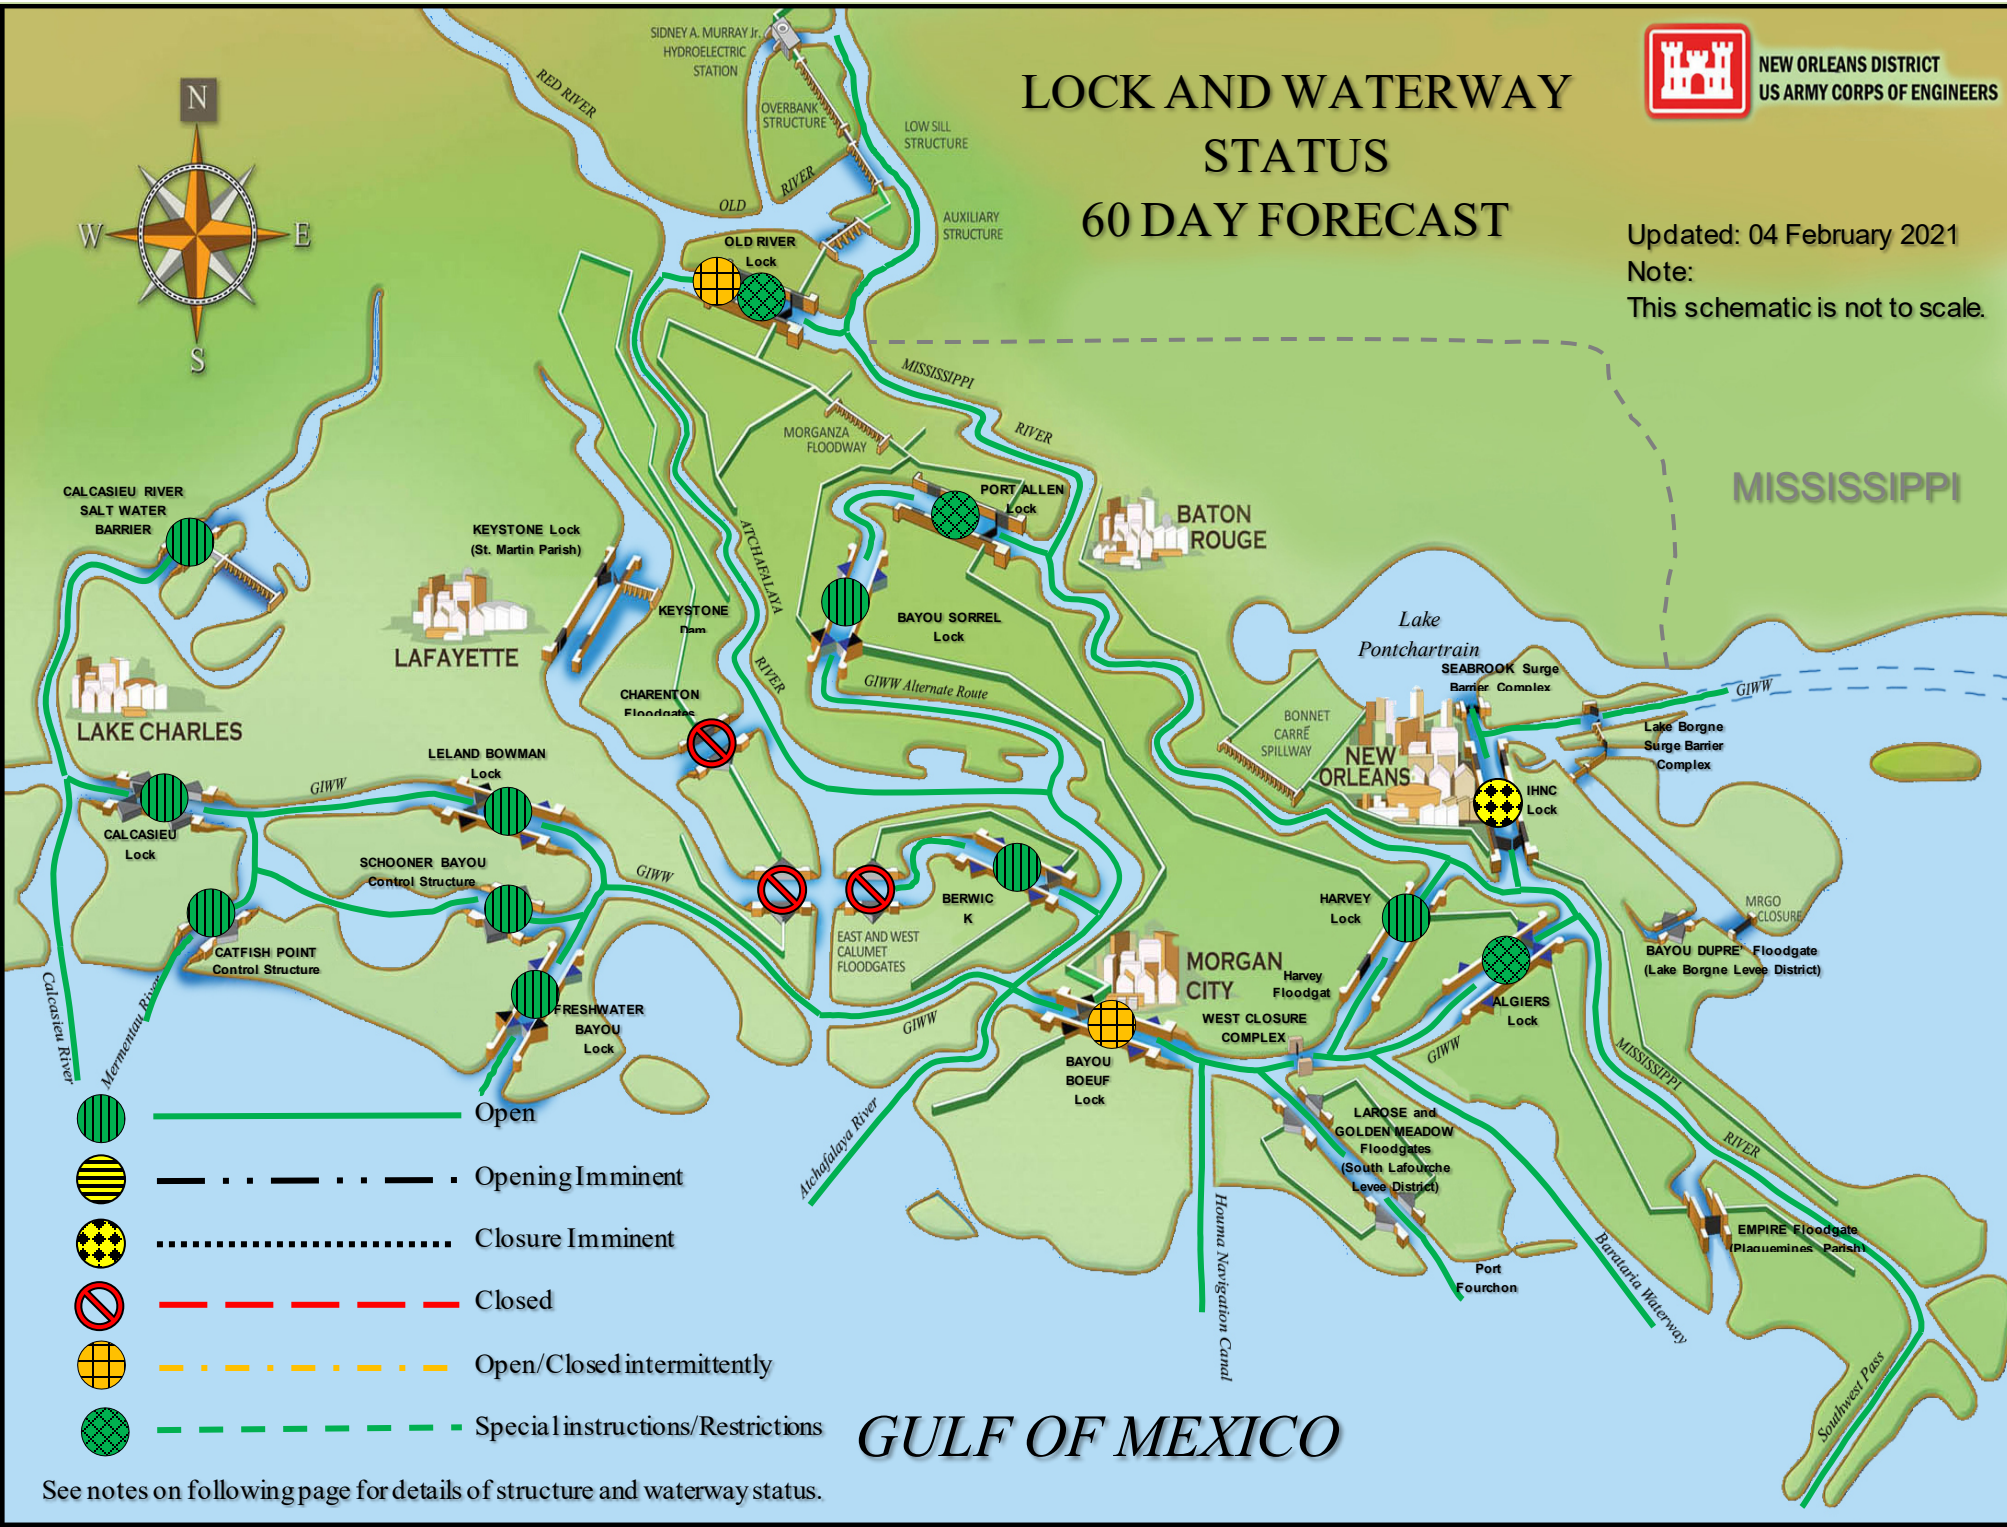 SIDNEY A. MURRAY Jr.
HYDROELECTRIC
STATION
RED RIVER
OVERBANK
STRUCTURE
LOW SILL
STRUCTURE
OLD
RIVER
AUXILIARY
STRUCTURE
LOCK AND WATERWAY
STATUS
60 DAY FORECAST
NEW ORLEANS DISTRICT
US ARMY CORPS OF ENGINEERS
Updated: 04 February 2021
Note:
This schematic is not to scale.
N
W
E
S
OLD RIVER
Lock
MISSISSIPPI
RIVER
MORGANZA
FLOODWAY
MISSISSIPPI
CALCASIEU RIVER
SALT WATER
BARRIER
KEYSTONE Lock
(St. Martin Parish)
PORT ALLEN
Lock
BATON
ROUGE
ATCHAFALAYA
RIVER
KEYSTONE
Dam
BAYOU SORREL
Lock
LAFAYETTE
Lake
Pontchartrain
SEABROOK Surge
Barrier Complex
GIWW
CHARENTON
Floodgates
GIWW Alternate Route
BONNET
CARRÉ
SPILLWAY
LAKE CHARLES
Lake Borgne
Surge Barrier
Complex
NEW
ORLEANS
LELAND BOWMAN
Lock
GIWW
IHNC
Lock
CALCASIEU
Lock
SCHOONER BAYOU
Control Structure
GIWW
BERWIC
K
HARVEY
Lock
MRGO
CLOSURE
EAST AND WEST
CALUMET
FLOODGATES
CATFISH POINT
Control Structure
MORGAN
CITY
Harvey
Floodgat
BAYOU DUPRE' Floodgate
(Lake Borgne Levee District)
Calcasieu River
Mermentau River
FRESHWATER
BAYOU
Lock
GIWW
WEST CLOSURE
COMPLEX
ALGIERS
Lock
GIWW
BAYOU
BOEUF
Lock
MISSISSIPPI
RIVER
Atchafalaya River
LAROSE and
GOLDEN MEADOW
Floodgates
(South Lafourche
Levee District)
Houma Navigation Canal
EMPIRE Floodgate
(Plaquemines Parish)
Port
Fourchon
Barataria Waterway
Southwest Pass
Open
Opening Imminent
Closure Imminent
Closed
Open/Closed intermittently
Special instructions/Restrictions
GULF OF MEXICO
See notes on following page for details of structure and waterway status.